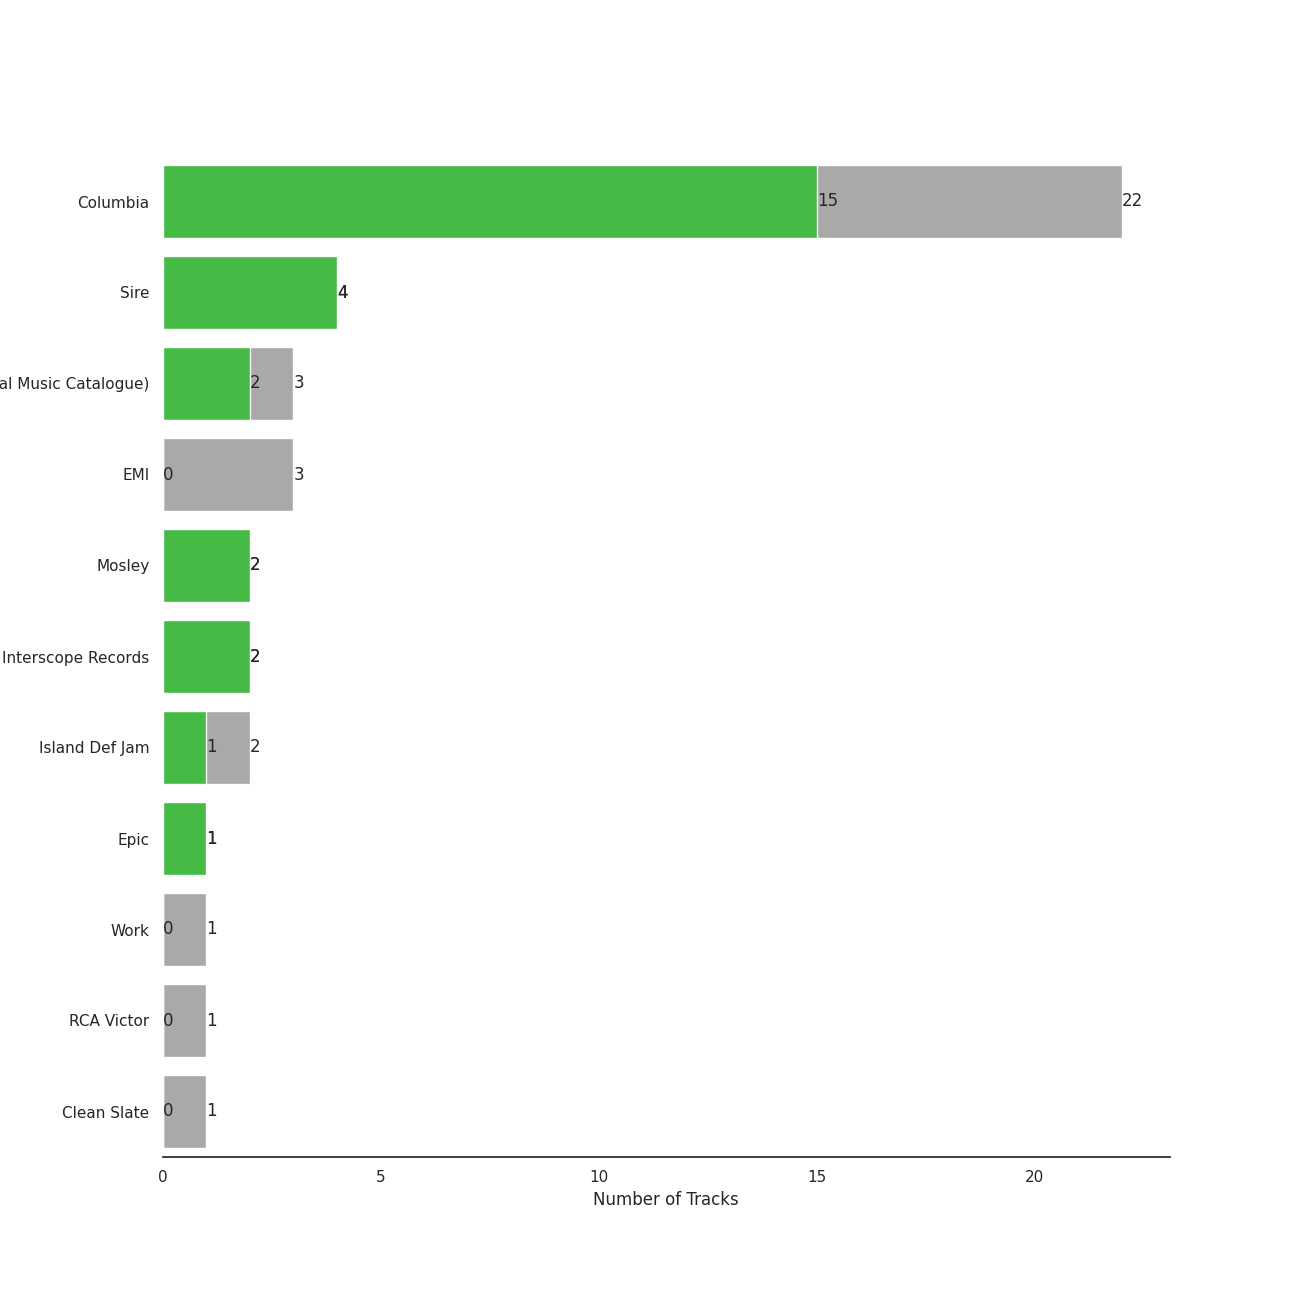 Columbia 15 22
Sire 4
al Music Catalogue) 2 3
EMI 0 3
Mosley 2
Interscope Records 2
Island Def Jam 1 2
Epic 1
Work 0 1
RCA Victor 0 1
Clean Slate 0 1
0 5 10 15 20
Number of Tracks